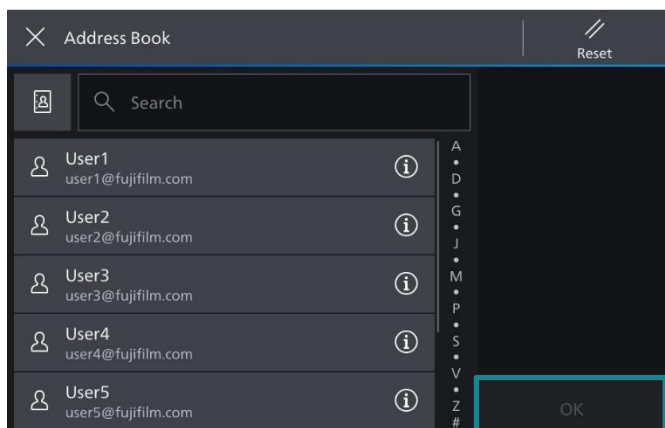 Address Book
Reset
Search
User1
user1@fujifilm.com
User2
user2@fujifilm.com
User3
user3@fujifilm.com
User4
user4@fujifilm.com
User5
user5@fujifilm.com
A
•
D
•
G
•
J
•
M
•
P
•
S
•
V
•
Z
#
OK